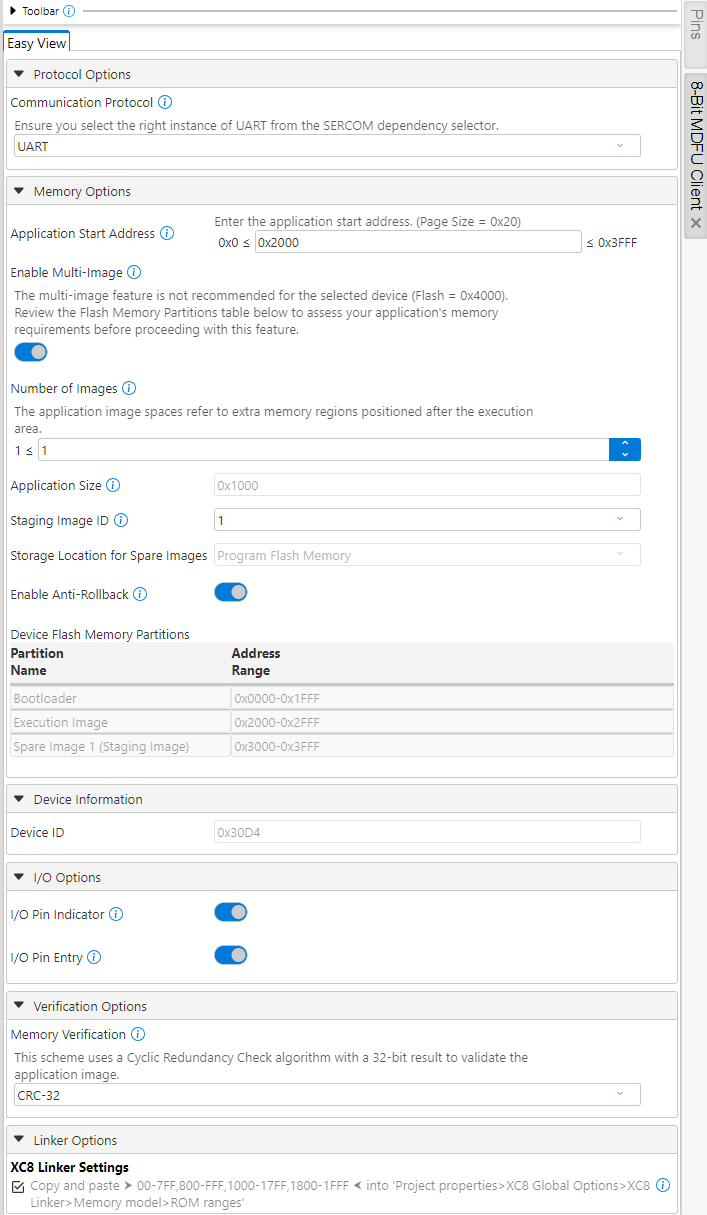 Toolbar
Easy View
Protocol Options
Communication Protocol
Ensure you select the right instance of UART from the SERCOM dependency selector.
UART
Memory Options
Enter the application start address. (Page Size = 0x20)
Application Start Address 0x0 ≤ 0x2000 ≤ 0x3FFF
Enable Multi-Image
The multi-image feature is not recommended for the selected device (Flash = 0x4000).
Review the Flash Memory Partitions table below to assess your application's memory
requirements before proceeding with this feature.
Number of Images
The application image spaces refer to extra memory regions positioned after the execution
area.
1 ≤ 1
Application Size 0x1000
Staging Image ID 1
Storage Location for Spare Images Program Flash Memory
Enable Anti-Rollback
Device Flash Memory Partitions
Partition Address
Name Range
Bootloader 0x0000-0x1FFF
Execution Image 0x2000-0x2FFF
Spare Image 1 (Staging Image) 0x3000-0x3FFF
Device Information
Device ID 0x30D4
I/O Options
I/O Pin Indicator
I/O Pin Entry
Verification Options
Memory Verification
This scheme uses a Cyclic Redundancy Check algorithm with a 32-bit result to validate the
application image.
CRC-32
Linker Options
XC8 Linker Settings
Copy and paste ➤ 00-7FF,800-FFF,1000-17FF,1800-1FFF ⮜ into 'Project properties>XC8 Global Options>XC8
Linker>Memory model>ROM ranges'
Pins
8-Bit MDFU Client